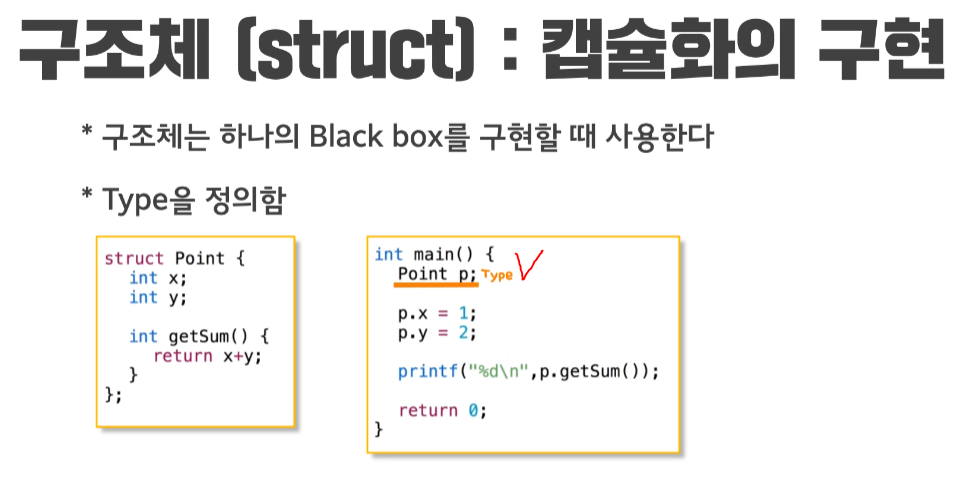 구조체 (struct) : 캡슐화의 구현
* 구조체는 하나의 Black box를 구현할 때 사용한다
* Type을 정의함
struct Point {
int x;
int y;
int getSum() {
return x+y;
}
};
int main() {
Point p; Type
p.x = 1;
p.y = 2;
printf("%d\n",p.getSum());
return 0;
}